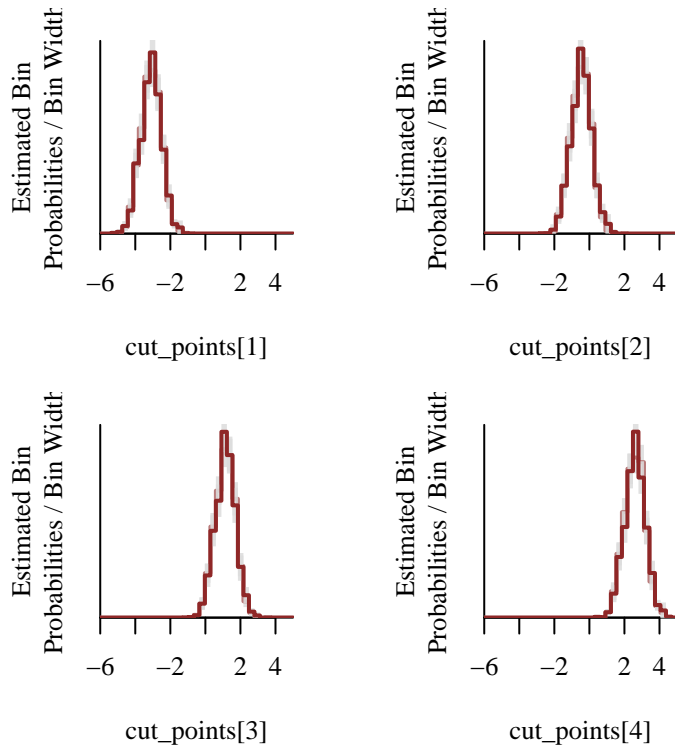 Estimated Bin
Probabilities / Bin Width
−6 −2 2 4
cut_points[1]
Estimated Bin
Probabilities / Bin Width
−6 −2 2 4
cut_points[2]
Estimated Bin
Probabilities / Bin Width
−6 −2 2 4
cut_points[3]
Estimated Bin
Probabilities / Bin Width
−6 −2 2 4
cut_points[4]